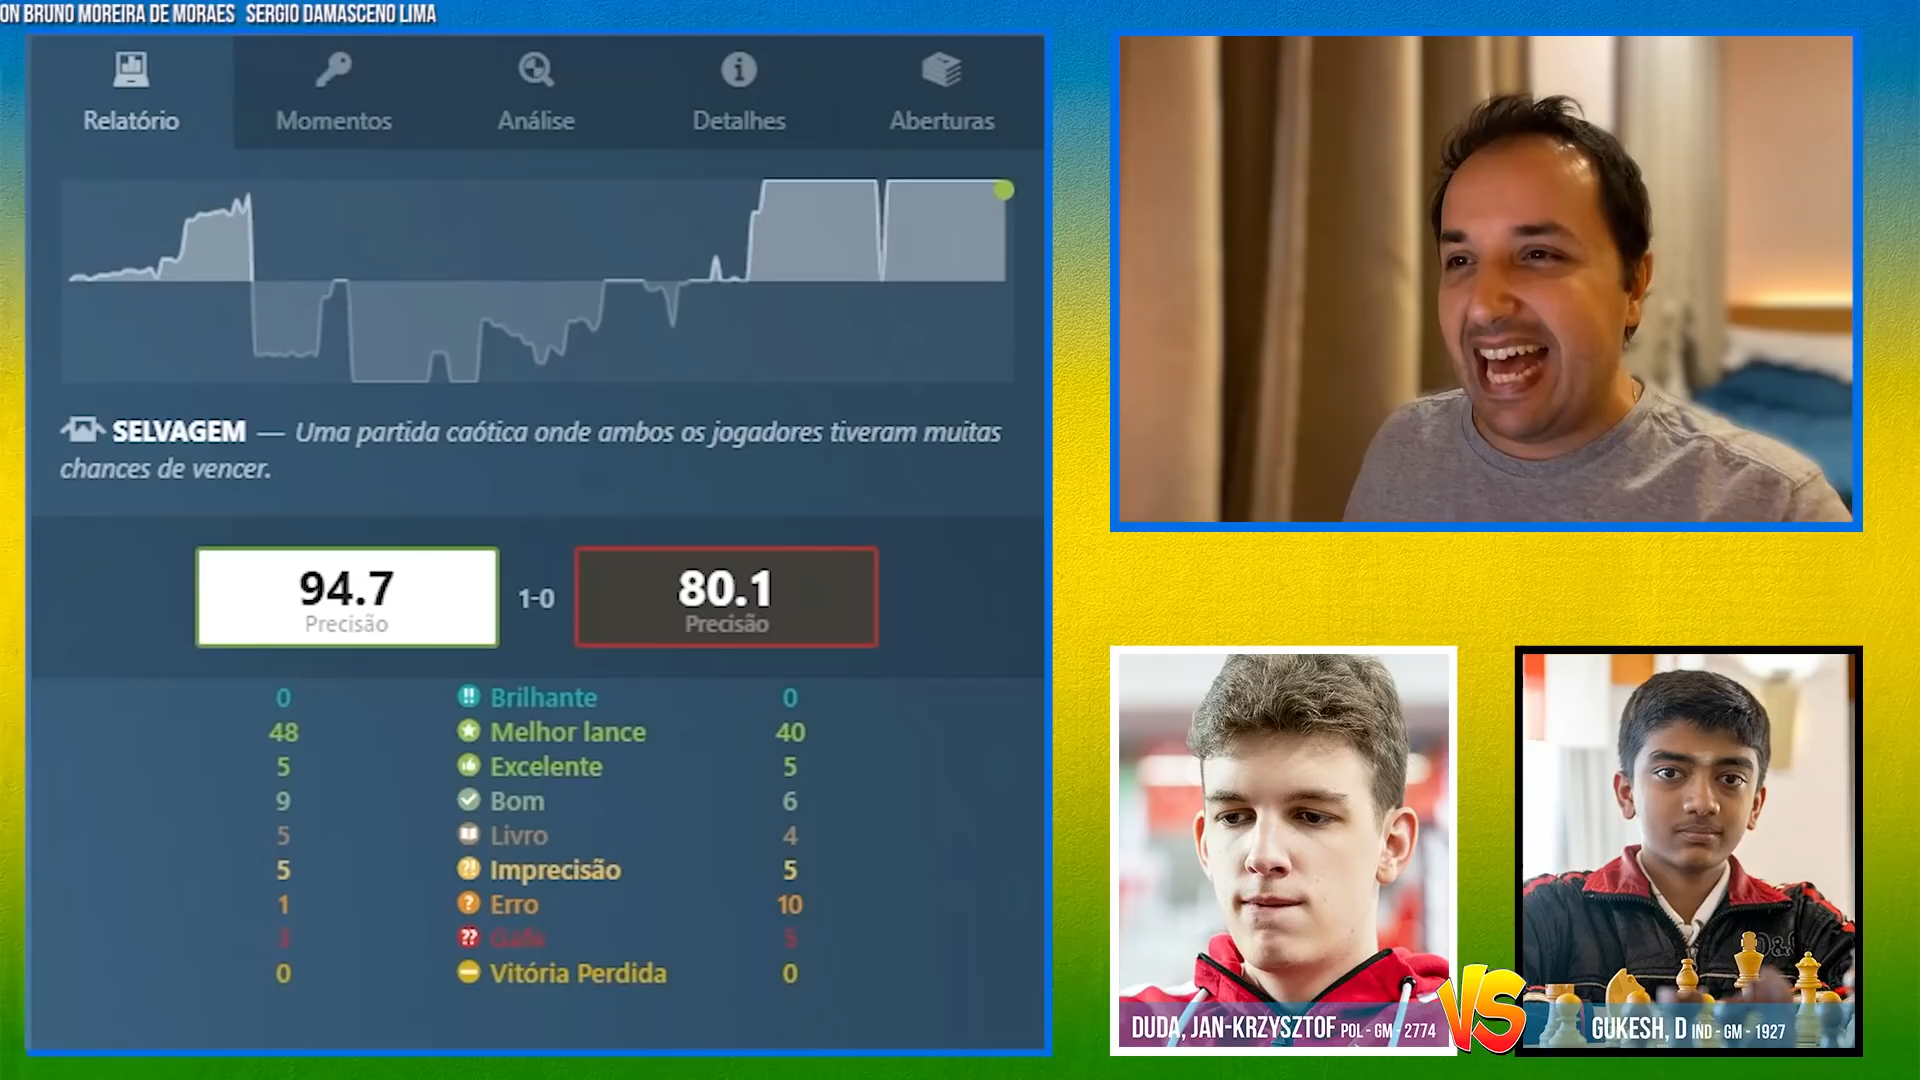 ON BRUNO MOREIRA DE MORAES SERGIO DAMASCENO LIMA
Relatório Momentos Análise Detalhes Aberturas
SELVAGEM — Uma partida caótica onde ambos os jogadores tiveram muitas
chances de vencer.
94.7 1-0 80.1
Precisão Precisão
0 !! Brilhante 0
48 Melhor lance 40
5 Excelente 5
9 Bom 6
5 Livro 4
5 ?! Imprecisão 5
1 ? Erro 10
3 ?? Gafe 5
0 Vitória Perdida 0
DUDA, JAN-KRZYSZTOF POL - GM - 2774
VS
GUKESH, D IND - GM - 1927